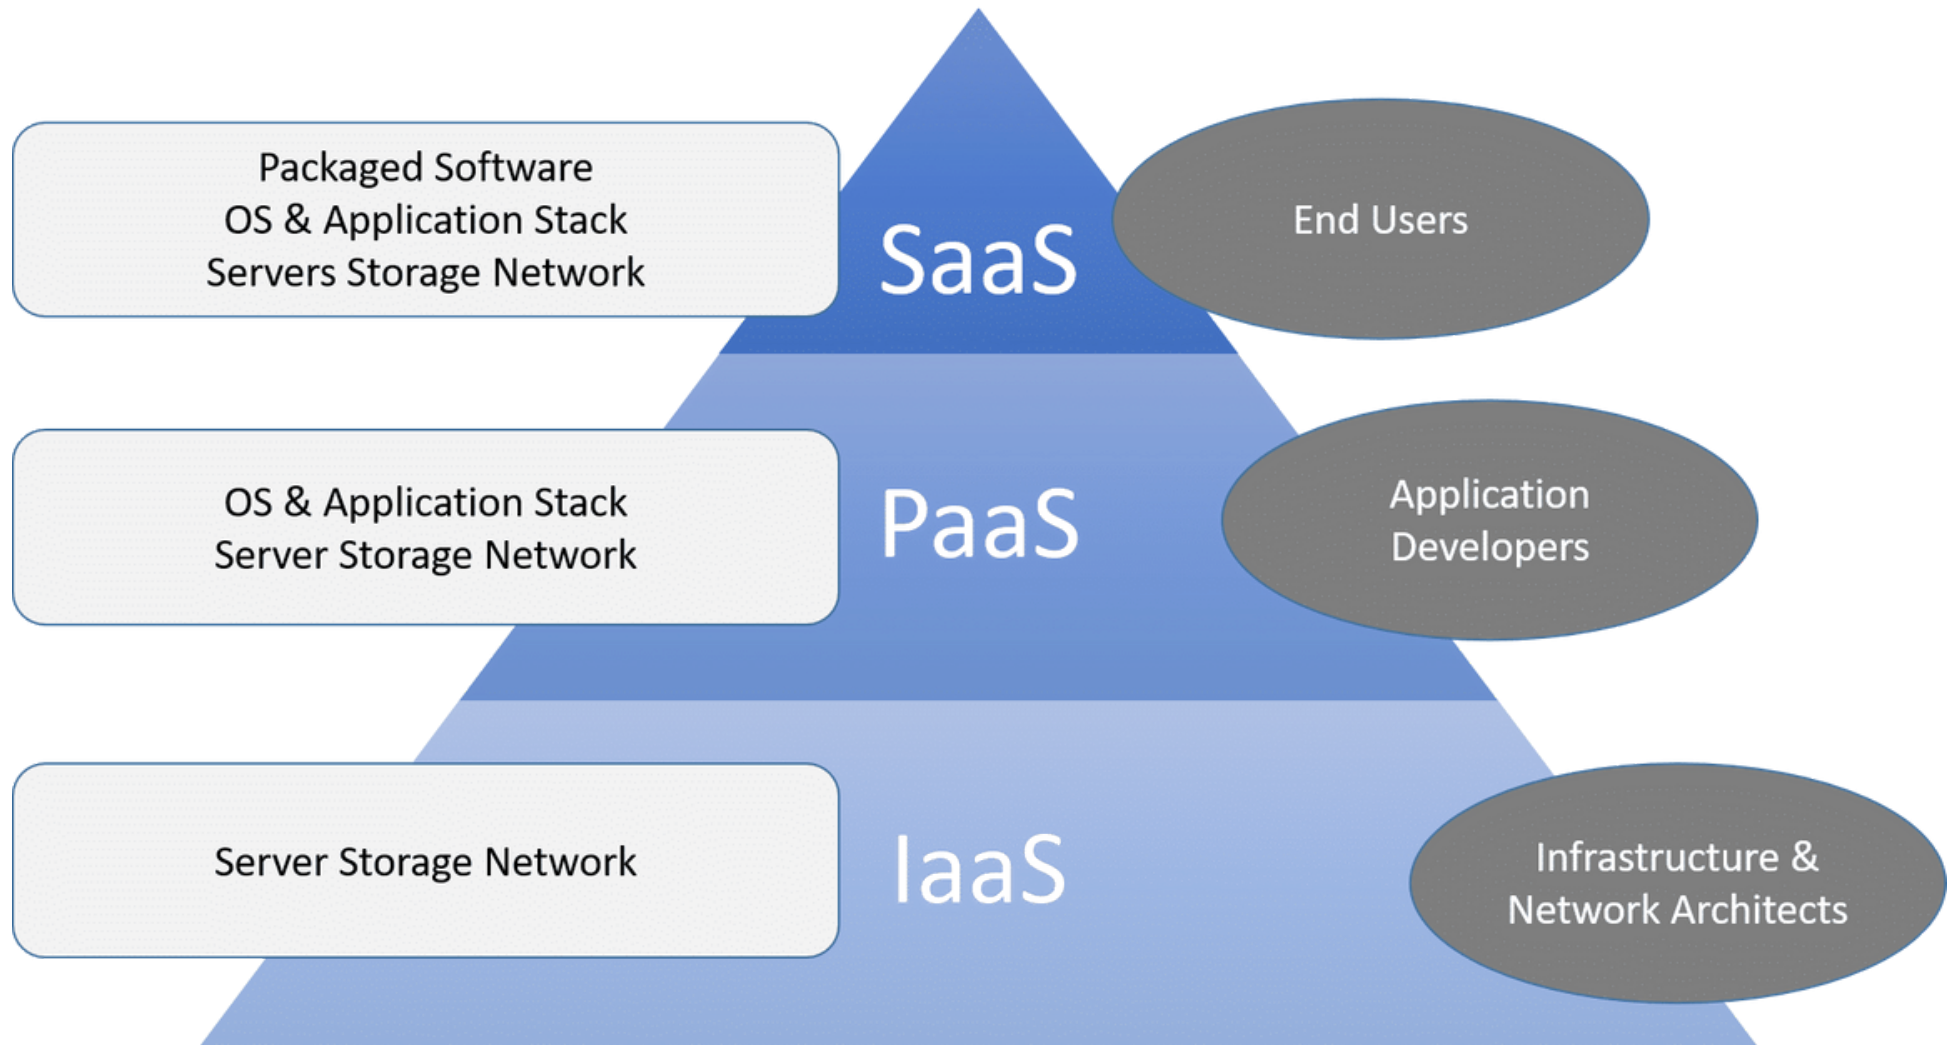 Packaged Software
OS & Application Stack
Servers Storage Network
SaaS
End Users
OS & Application Stack
Server Storage Network
PaaS
Application
Developers
Server Storage Network
IaaS
Infrastructure &
Network Architects